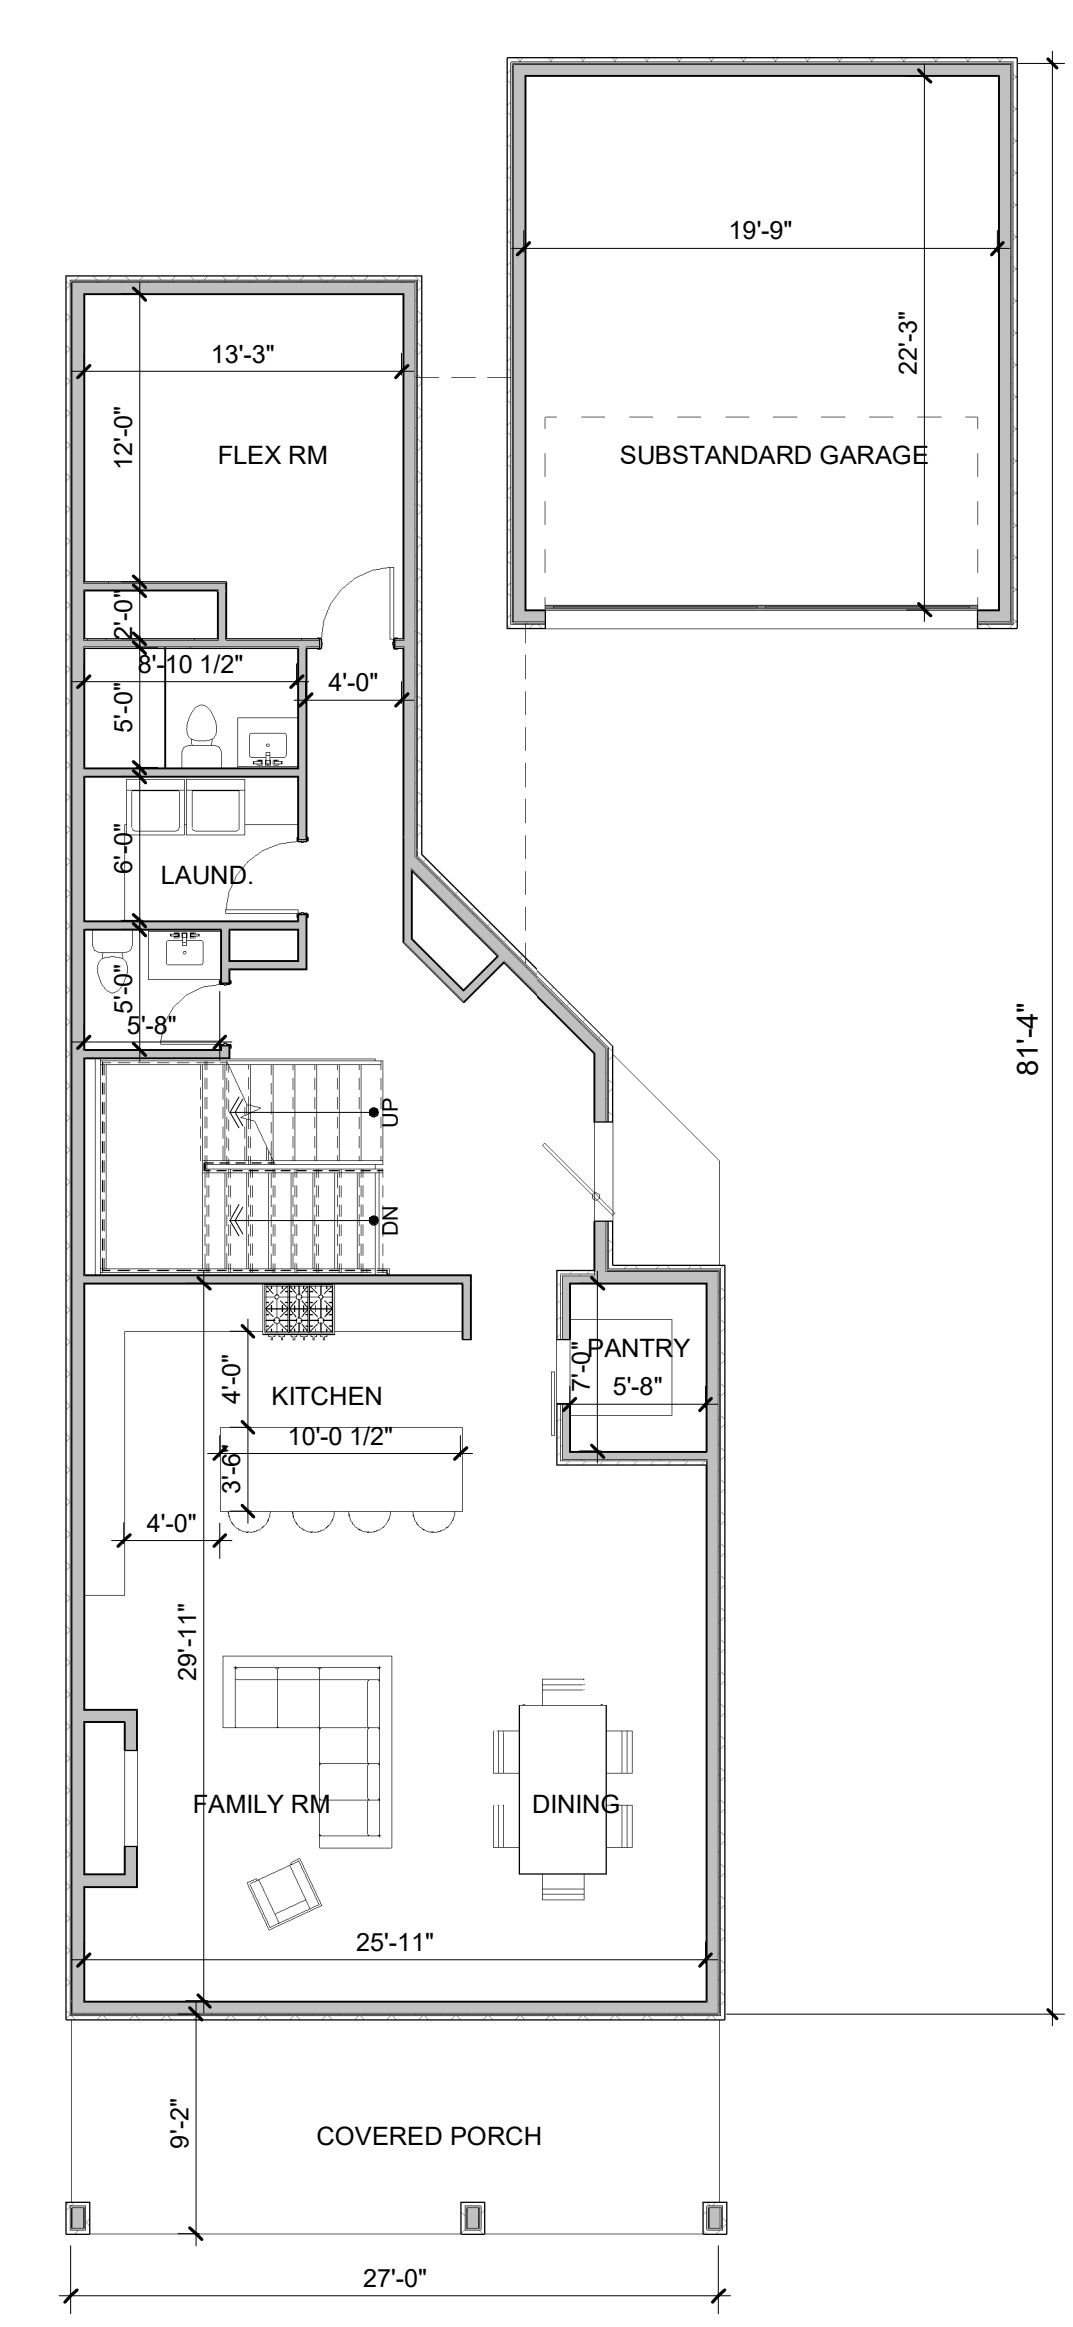 19'-9"
22'-3"
13'-3"
12'-0"
FLEX RM
SUBSTANDARD GARAGE
2'-0"
8'-10 1/2"
4'-0"
5'-0"
6'-0"
LAUND.
5'-0"
5'-8"
81'-4"
UP
DN
PANTRY
7'-0"
5'-8"
4'-0"
KITCHEN
10'-0 1/2"
3'-6"
4'-0"
29'-11"
FAMILY RM
DINING
25'-11"
9'-2"
COVERED PORCH
27'-0"